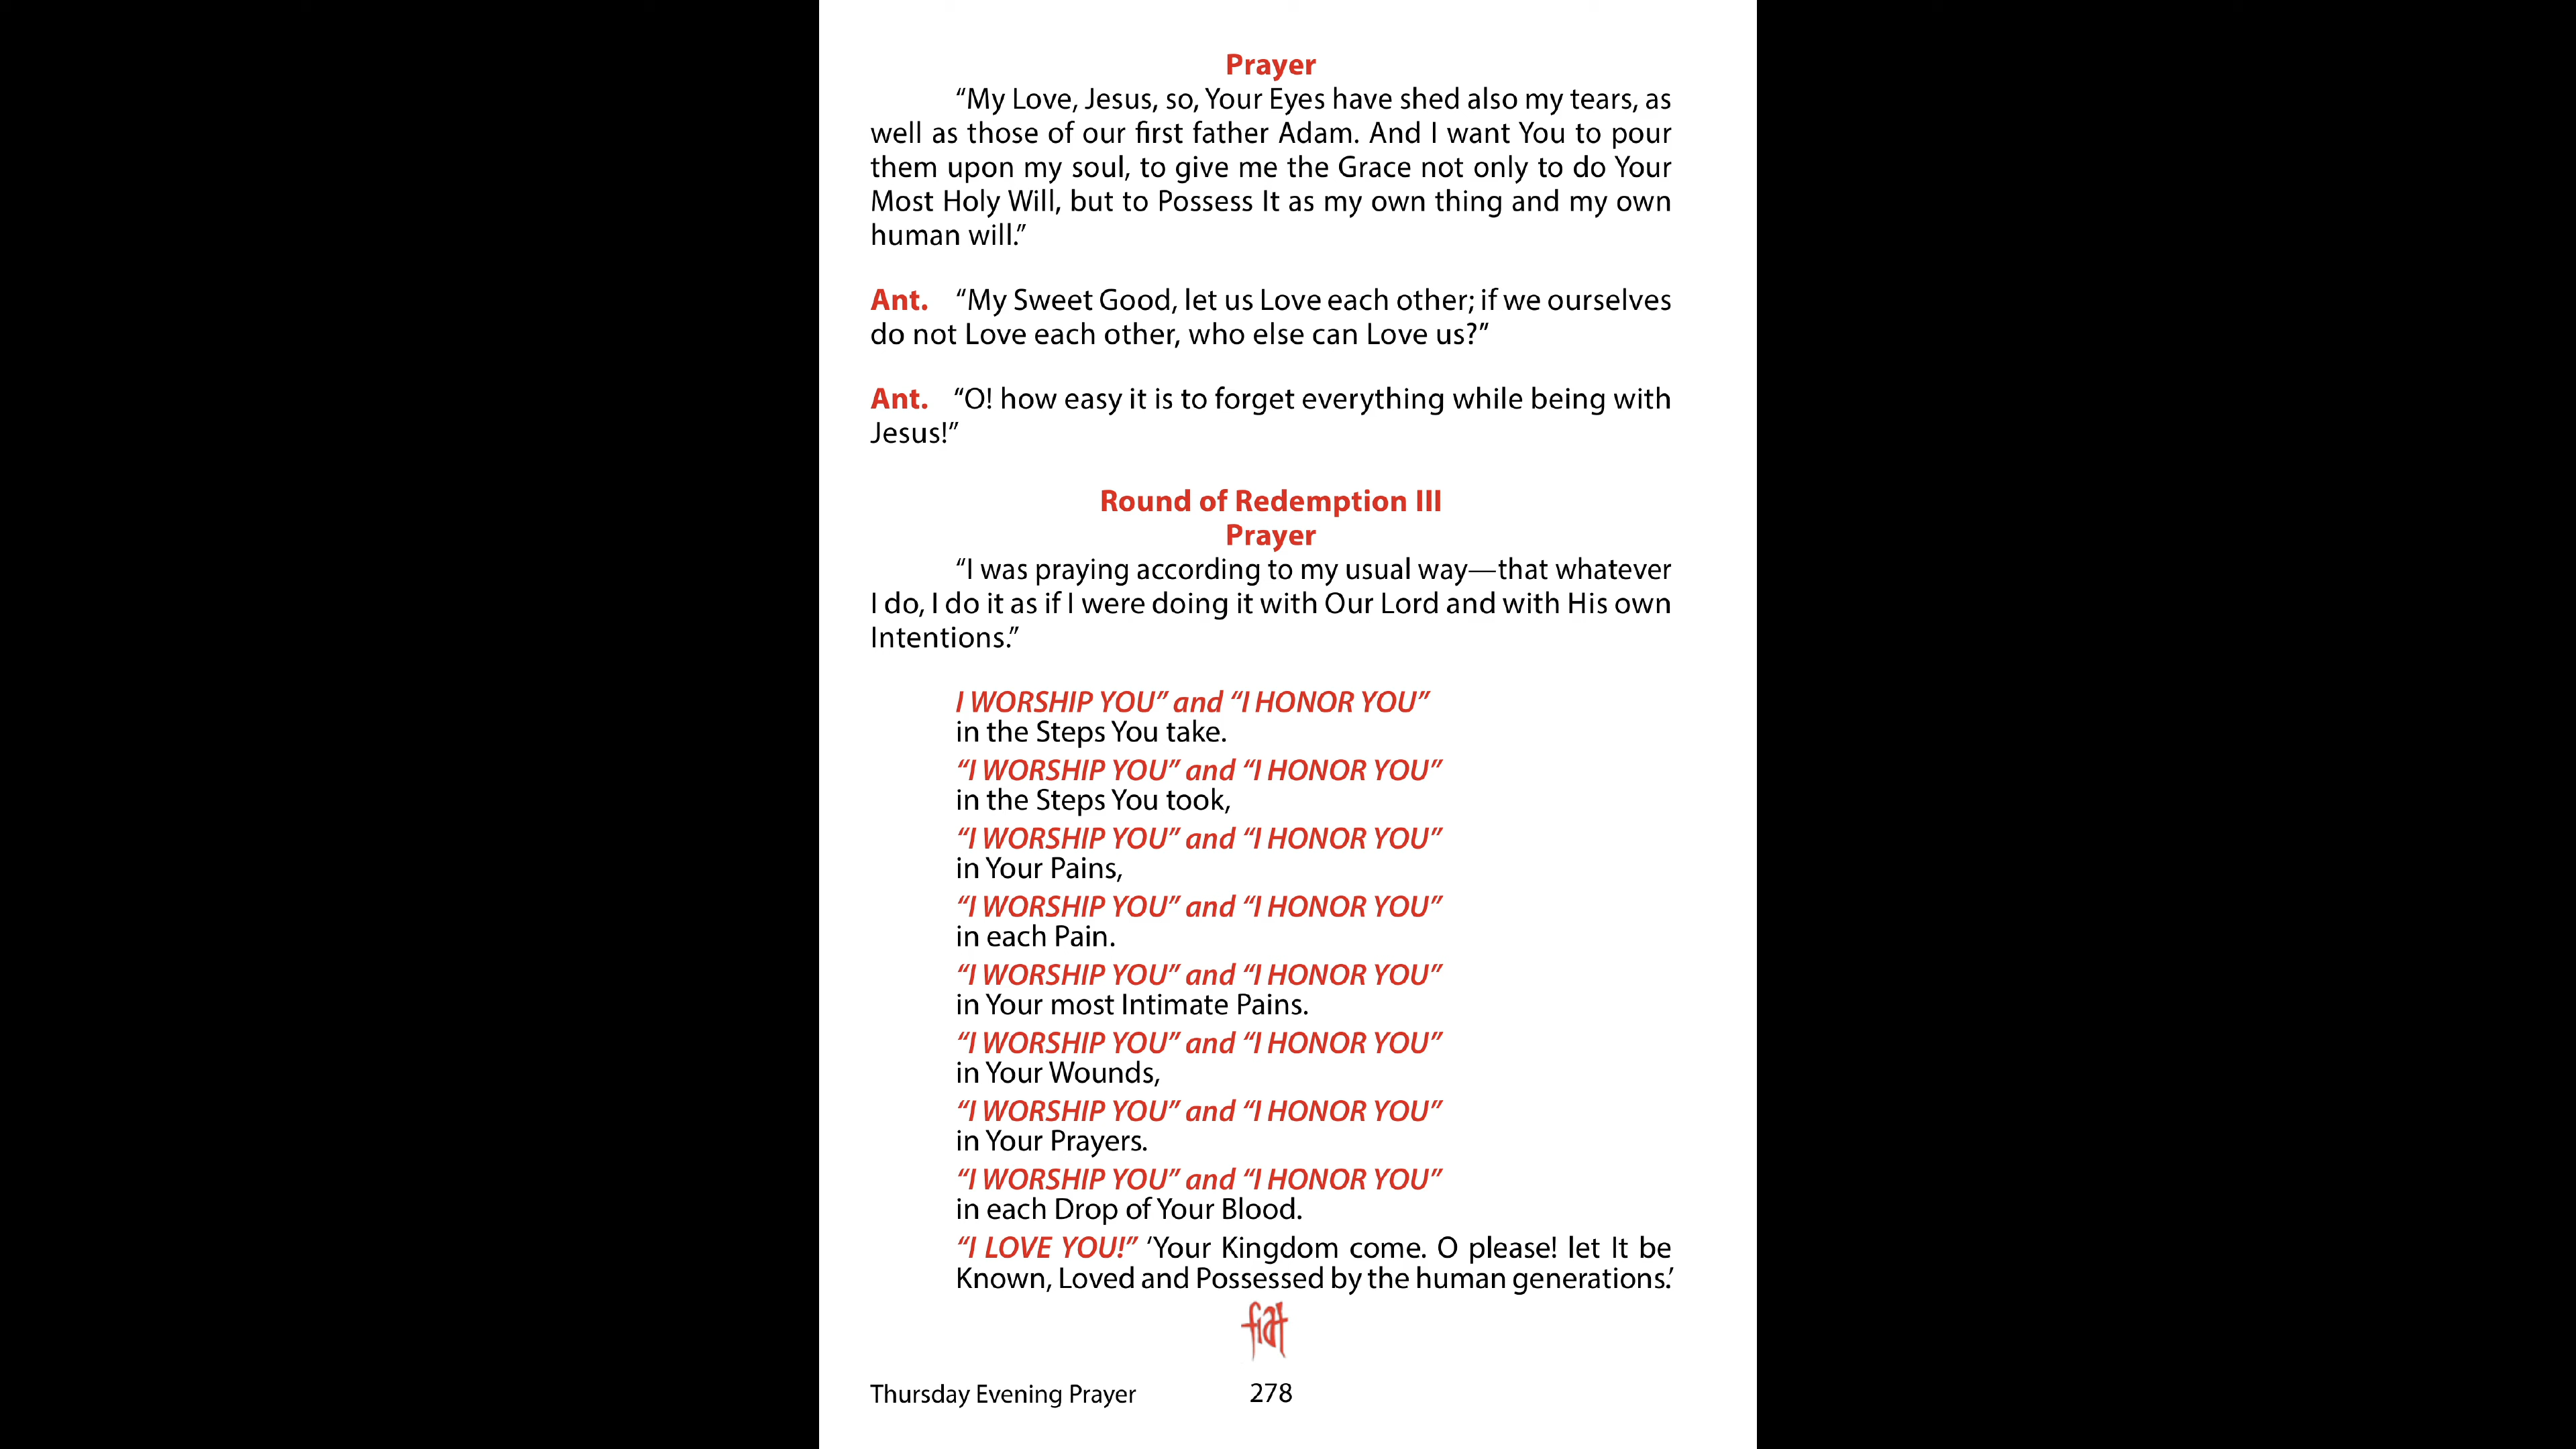 Prayer
“My Love, Jesus, so, Your Eyes have shed also my tears, as
well as those of our first father Adam. And I want You to pour
them upon my soul, to give me the Grace not only to do Your
Most Holy Will, but to Possess It as my own thing and my own
human will.”
Ant. “My Sweet Good, let us Love each other; if we ourselves
do not Love each other, who else can Love us?”
Ant. “O! how easy it is to forget everything while being with
Jesus!”
Round of Redemption III
Prayer
“I was praying according to my usual way—that whatever
I do, I do it as if I were doing it with Our Lord and with His own
Intentions.”
I WORSHIP YOU” and “I HONOR YOU”
in the Steps You take.
“I WORSHIP YOU” and “I HONOR YOU”
in the Steps You took,
“I WORSHIP YOU” and “I HONOR YOU”
in Your Pains,
“I WORSHIP YOU” and “I HONOR YOU”
in each Pain.
“I WORSHIP YOU” and “I HONOR YOU”
in Your most Intimate Pains.
“I WORSHIP YOU” and “I HONOR YOU”
in Your Wounds,
“I WORSHIP YOU” and “I HONOR YOU”
in Your Prayers.
“I WORSHIP YOU” and “I HONOR YOU”
in each Drop of Your Blood.
“I LOVE YOU!” ‘Your Kingdom come. O please! let It be
Known, Loved and Possessed by the human generations.’
fiat
Thursday Evening Prayer 278